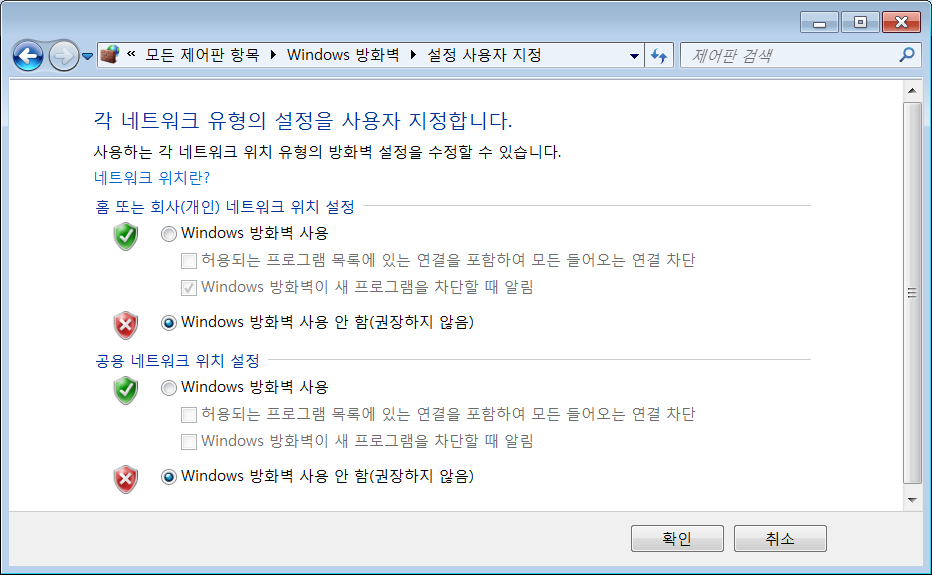 « 모든 제어판 항목 ▸ Windows 방화벽 ▸ 설정 사용자 지정
제어판 검색
각 네트워크 유형의 설정을 사용자 지정합니다.
사용하는 각 네트워크 위치 유형의 방화벽 설정을 수정할 수 있습니다.
네트워크 위치란?
홈 또는 회사(개인) 네트워크 위치 설정
Windows 방화벽 사용
허용되는 프로그램 목록에 있는 연결을 포함하여 모든 들어오는 연결 차단
Windows 방화벽이 새 프로그램을 차단할 때 알림
Windows 방화벽 사용 안 함(권장하지 않음)
공용 네트워크 위치 설정
Windows 방화벽 사용
허용되는 프로그램 목록에 있는 연결을 포함하여 모든 들어오는 연결 차단
Windows 방화벽이 새 프로그램을 차단할 때 알림
Windows 방화벽 사용 안 함(권장하지 않음)
확인
취소